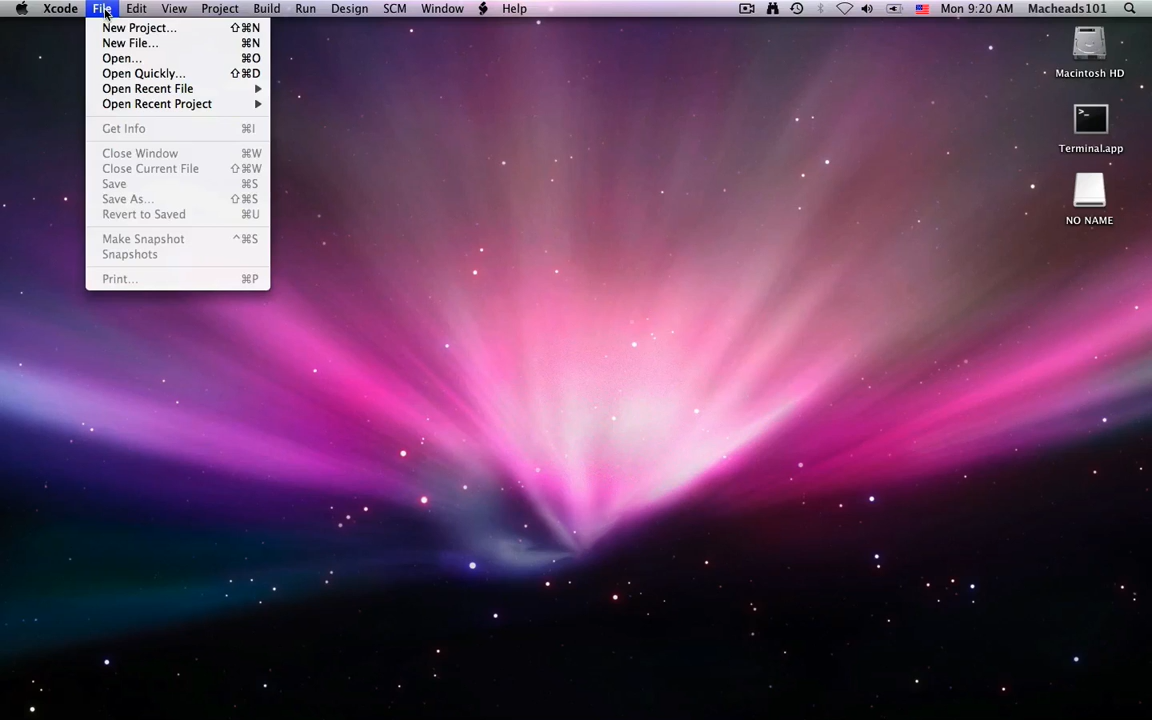 Xcode File Edit View Project Build Run Design SCM Window Help Mon 9:20 AM Macheads101
New Project... ⇧⌘N
New File... ⌘N
Open... ⌘O
Open Quickly... ⇧⌘D
Open Recent File
Open Recent Project
Get Info ⌘I
Close Window ⌘W
Close Current File ⇧⌘W
Save ⌘S
Save As... ⇧⌘S
Revert to Saved ⌘U
Make Snapshot ^⌘S
Snapshots
Print... ⌘P
Macintosh HD
>_
Terminal.app
NO NAME